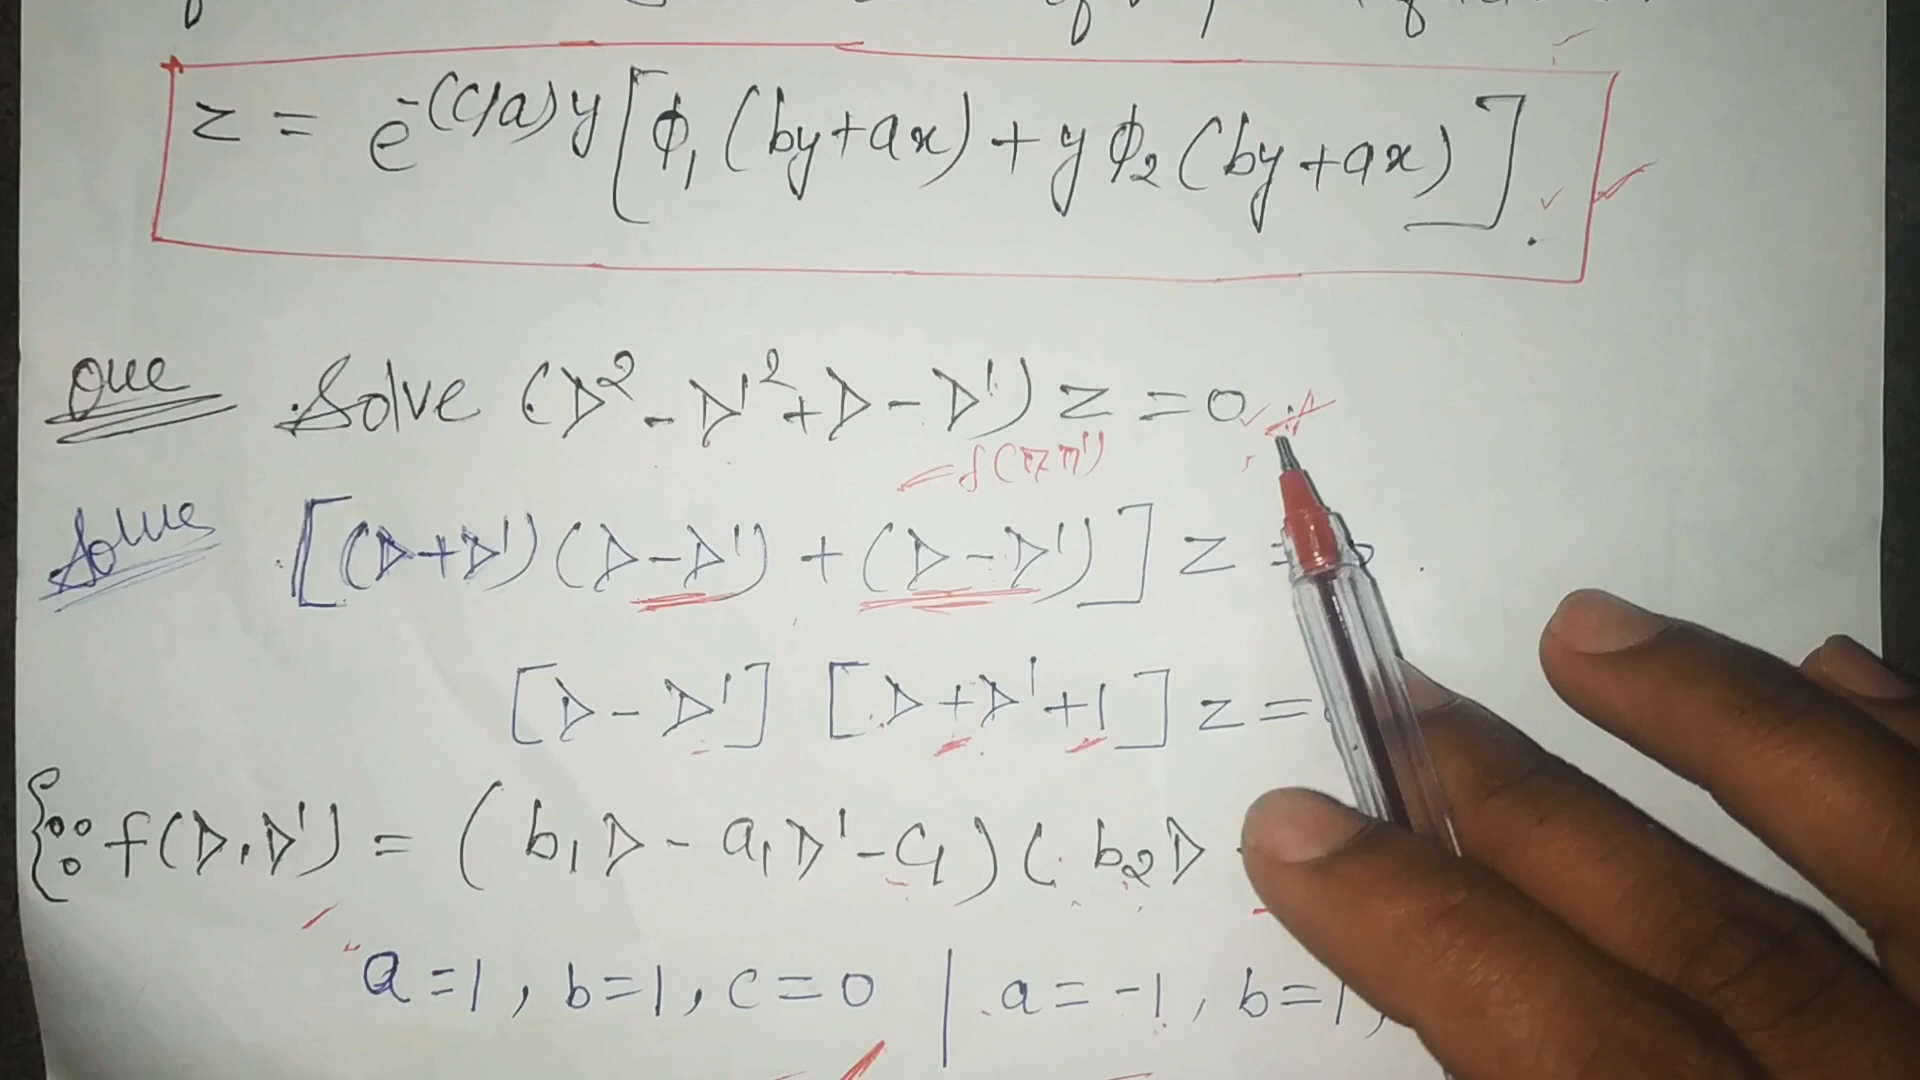 z = e^-(c/a)y [ϕ₁(by+ax) + yϕ₂(by+ax)].
Que Solve (D² - D'² + D - D') z = 0.
Solve [(D+D')(D-D') + (D-D')] z =
[D-D'] [D+D'+1] z =
{∵ f(D,D') = (b₁D - a₁D' - C₁)(b₂D
a=1, b=1, c=0 | a=-1, b=1,